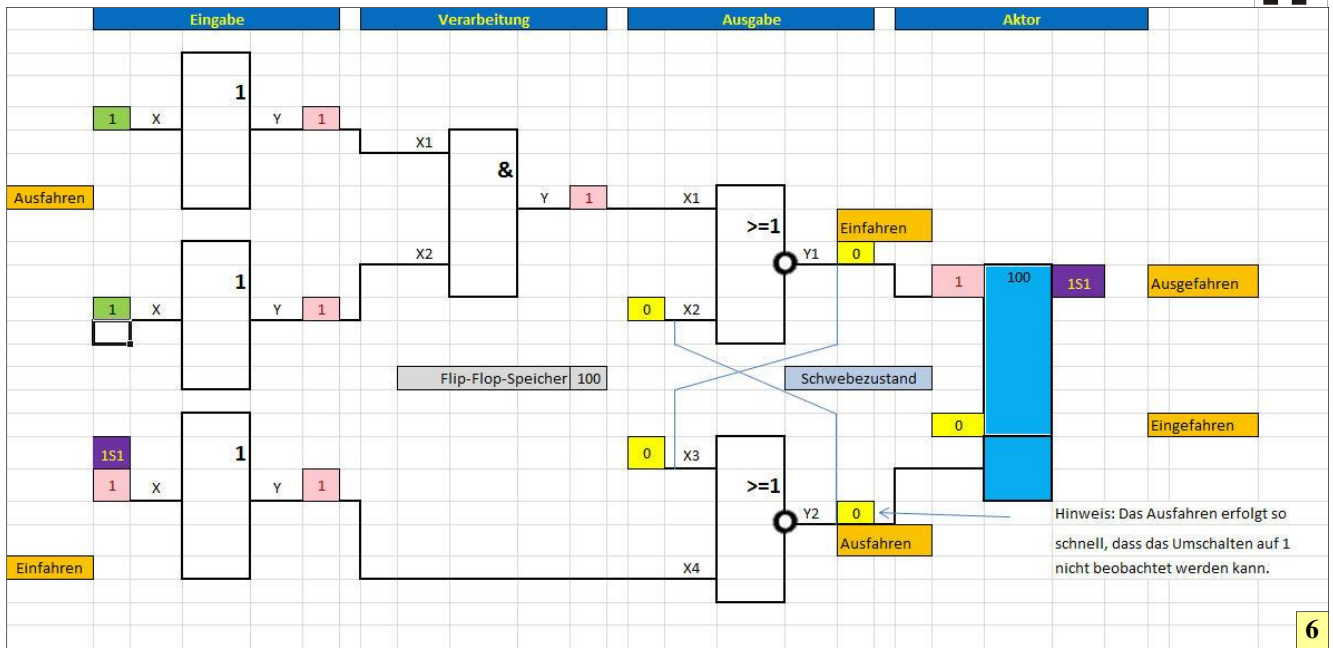 Eingabe Verarbeitung Ausgabe Aktor
1
1 X Y 1
X1
&
Ausfahren Y 1 X1
>=1 Einfahren
X2 Y1 0
1 1 100 1S1 Ausgefahren
1 X Y 1 0 X2
Flip-Flop-Speicher 100 Schwebezustand
0 Eingefahren
1S1 1 0 X3
1 X Y 1 >=1
Y2 0 Hinweis: Das Ausfahren erfolgt so
Ausfahren schnell, dass das Umschalten auf 1
Einfahren X4 nicht beobachtet werden kann.
6